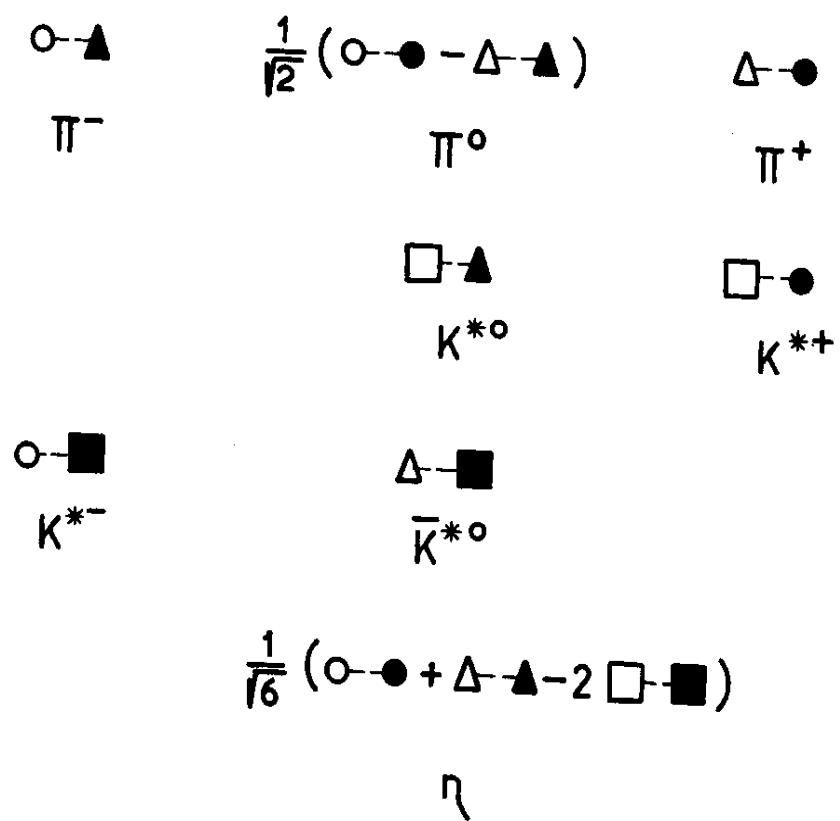 ○--▲ 1/√2 (○--● - △--▲) △--●
π⁻ π⁰ π⁺
□--▲ □--●
K*⁰ K*⁺
○--■ △--■
K*⁻ K̄*⁰
1/√6 (○--● + △--▲ - 2 □--■)
η